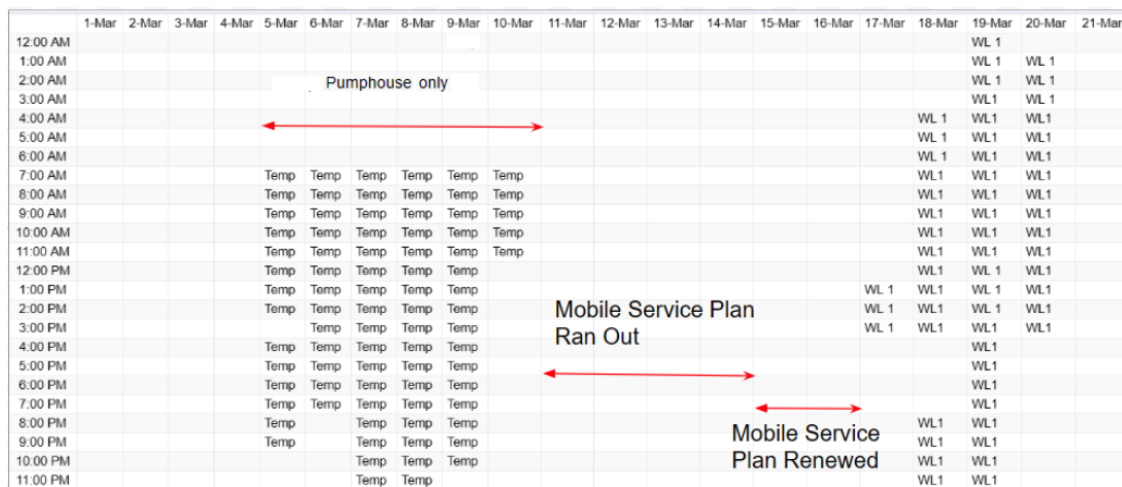 1-Mar 2-Mar 3-Mar 4-Mar 5-Mar 6-Mar 7-Mar 8-Mar 9-Mar 10-Mar 11-Mar 12-Mar 13-Mar 14-Mar 15-Mar 16-Mar 17-Mar 18-Mar 19-Mar 20-Mar 21-Mar
12:00 AM WL 1
1:00 AM WL 1 WL 1
2:00 AM WL 1 WL 1
Pumphouse only
3:00 AM WL1 WL 1
4:00 AM WL 1 WL1 WL1
5:00 AM WL 1 WL1 WL1
6:00 AM WL 1 WL1 WL1
7:00 AM Temp Temp Temp Temp Temp Temp WL1 WL1 WL1
8:00 AM Temp Temp Temp Temp Temp Temp WL1 WL1 WL1
9:00 AM Temp Temp Temp Temp Temp Temp WL1 WL1 WL1
10:00 AM Temp Temp Temp Temp Temp Temp WL1 WL1 WL1
11:00 AM Temp Temp Temp Temp Temp Temp WL1 WL1 WL1
12:00 PM Temp Temp Temp Temp Temp WL1 WL 1 WL1
1:00 PM Temp Temp Temp Temp Temp WL 1 WL1 WL 1 WL1
2:00 PM Temp Temp Temp Temp Temp WL 1 WL1 WL 1 WL1
Mobile Service Plan
Ran Out
3:00 PM Temp Temp Temp Temp WL 1 WL1 WL1 WL1
4:00 PM Temp Temp Temp Temp Temp WL1
5:00 PM Temp Temp Temp Temp Temp WL1
6:00 PM Temp Temp Temp Temp Temp WL1
7:00 PM Temp Temp Temp Temp Temp WL1
8:00 PM Temp Temp Temp Temp WL1 WL1
9:00 PM Temp Temp Temp Temp WL1 WL1
Mobile Service
Plan Renewed
10:00 PM Temp Temp Temp WL1 WL1
11:00 PM Temp Temp WL1 WL1